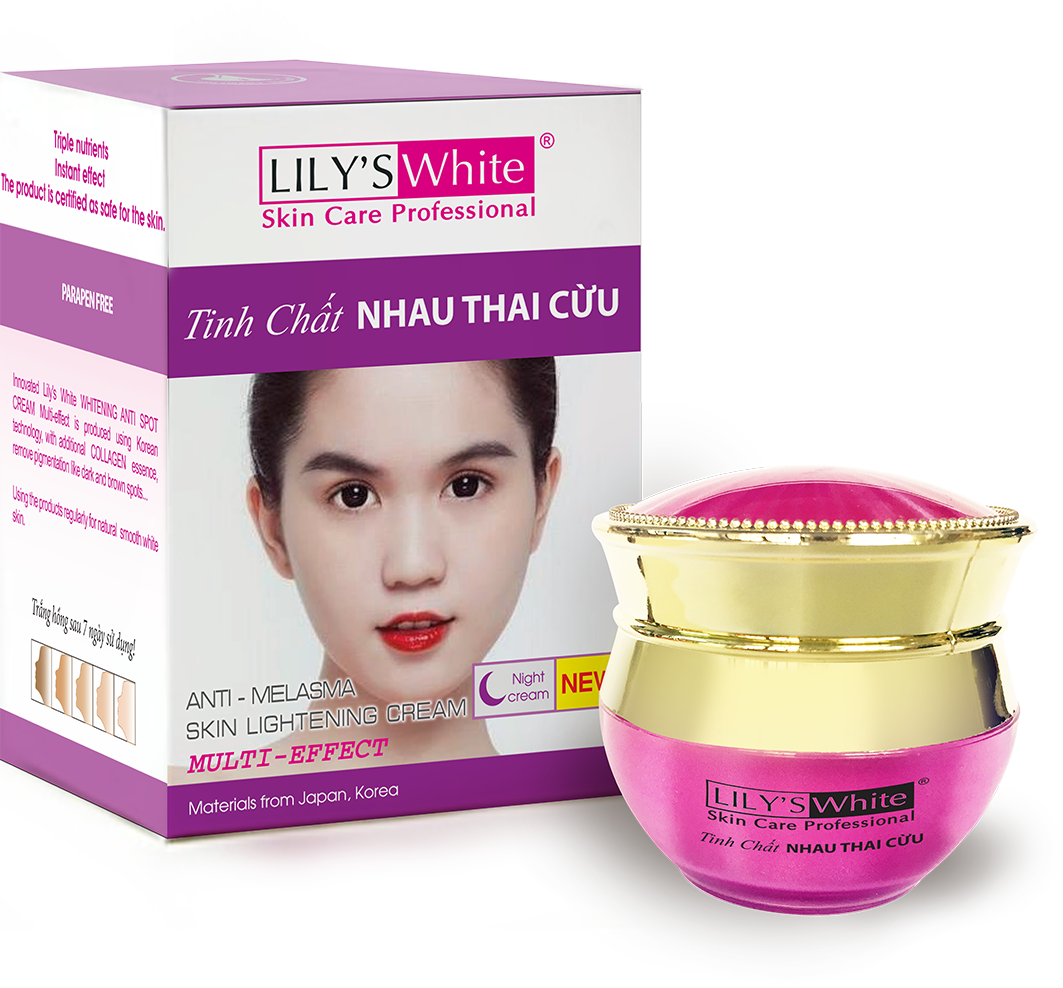 Triple nutrients
Instant effect
The product is certified as safe for the skin.
PARAPEN FREE
Innovated Lily's White WHITENING ANTI SPOT
CREAM Multi-effect is produced using Korean
technology, with additional COLLAGEN essence,
remove pigmentation like dark and brown spots...
Using the products regularly for natural smooth white
skin.
Trắng hồng sau 7 ngày sử dụng!
LILY'S White ®
Skin Care Professional
Tinh Chất NHAU THAI CỪU
ANTI - MELASMA
SKIN LIGHTENING CREAM
MULTI-EFFECT
Night
cream
NEW
Materials from Japan, Korea
LILY'S White ®
Skin Care Professional
Tinh Chất NHAU THAI CỪU